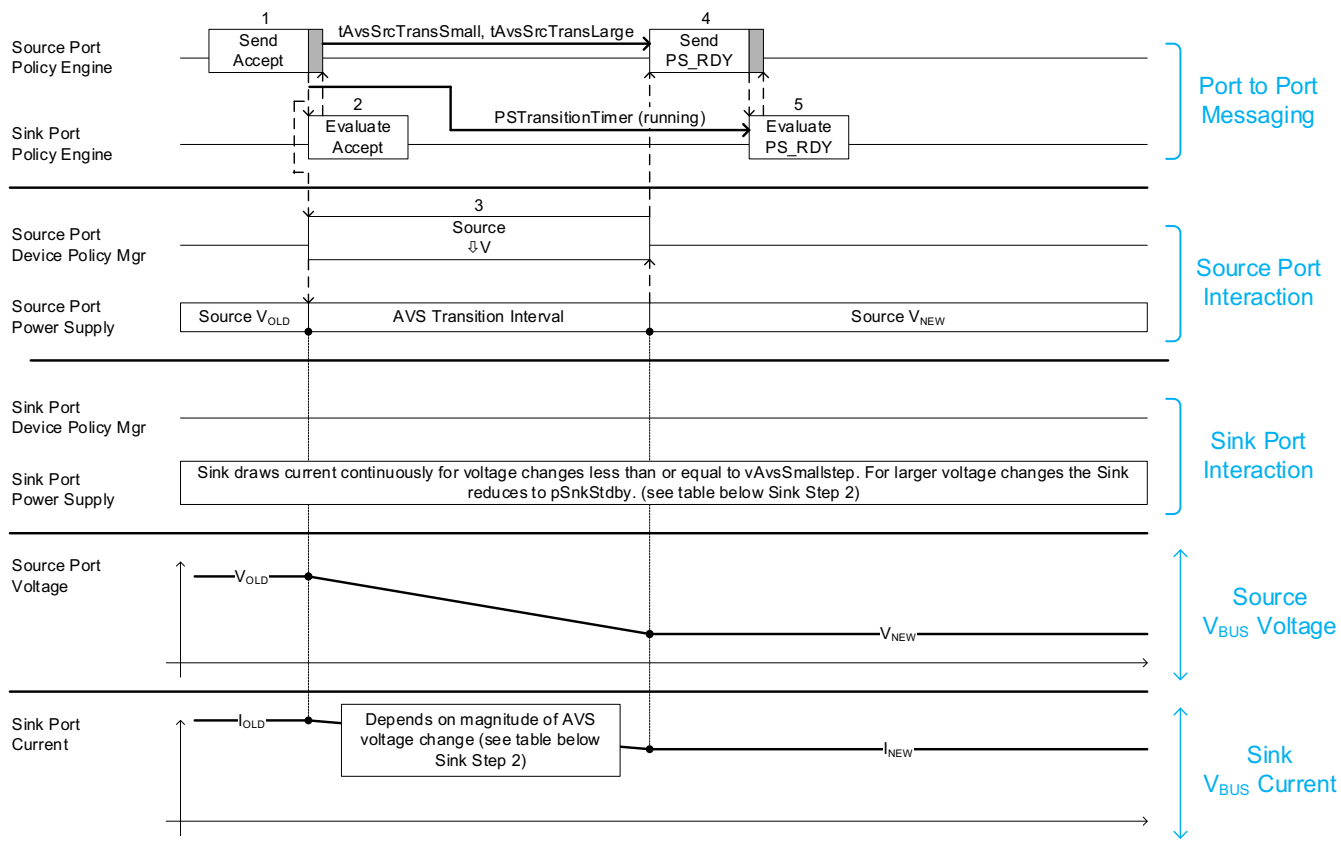 1
4
Source Port
Policy Engine
Send
Accept
tAvsSrcTransSmall, tAvsSrcTransLarge
Send
PS_RDY
Port to Port
Messaging
2
5
Sink Port
Policy Engine
Evaluate
Accept
PSTransitionTimer (running)
Evaluate
PS_RDY
3
Source Port
Device Policy Mgr
Source
⇩V
Source Port
Interaction
Source Port
Power Supply
Source VOLD
AVS Transition Interval
Source VNEW
Sink Port
Device Policy Mgr
Sink Port
Interaction
Sink Port
Power Supply
Sink draws current continuously for voltage changes less than or equal to vAvsSmallstep. For larger voltage changes the Sink
reduces to pSnkStdby. (see table below Sink Step 2)
Source Port
Voltage
VOLD
VNEW
Source
VBUS Voltage
Sink Port
Current
IOLD
Depends on magnitude of AVS
voltage change (see table below
Sink Step 2)
INEW
Sink
VBUS Current